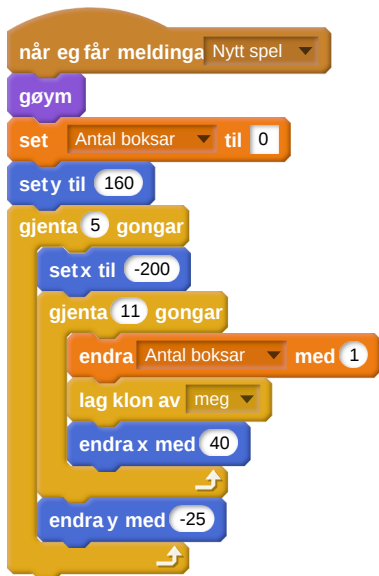 når eg får meldinga Nytt spel
gøym
set Antal boksar til 0
set y til 160
gjenta 5 gongar
set x til -200
gjenta 11 gongar
endra Antal boksar med 1
lag klon av meg
endra x med 40
endra y med -25